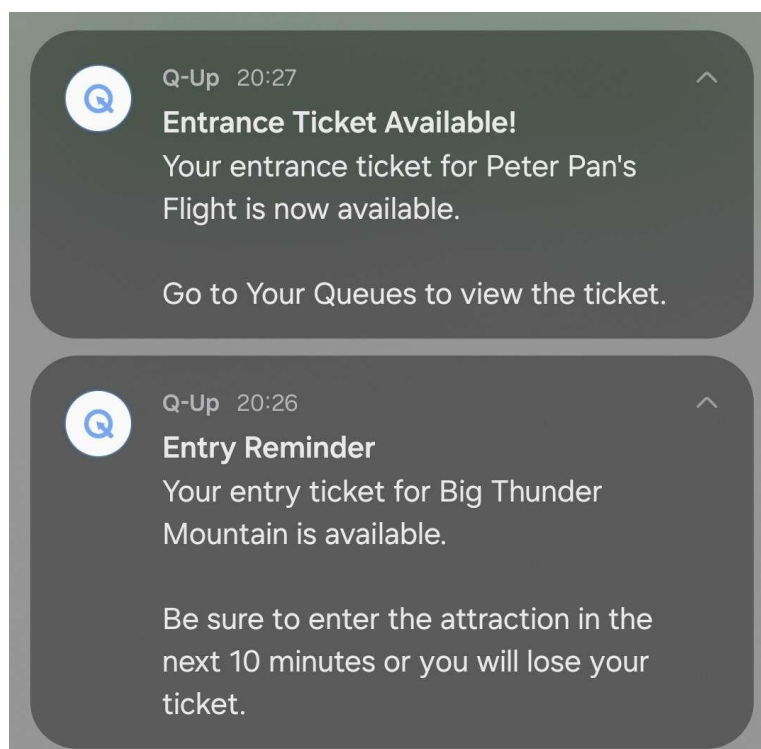 Q-Up 20:27
Entrance Ticket Available!
Your entrance ticket for Peter Pan's
Flight is now available.
Go to Your Queues to view the ticket.
Q-Up 20:26
Entry Reminder
Your entry ticket for Big Thunder
Mountain is available.
Be sure to enter the attraction in the
next 10 minutes or you will lose your
ticket.